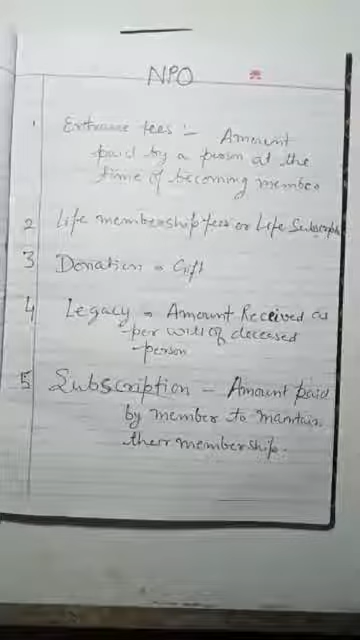 NPO
1 Entrance fees :- Amount
paid by a person at the
time of becoming member
2 Life membership fees or Life Subscripti
3 Donation = Gift
4 Legacy = Amount Received as
per will of deceased
person
5 Subscription - Amount paid
by member to maintain
their membership.